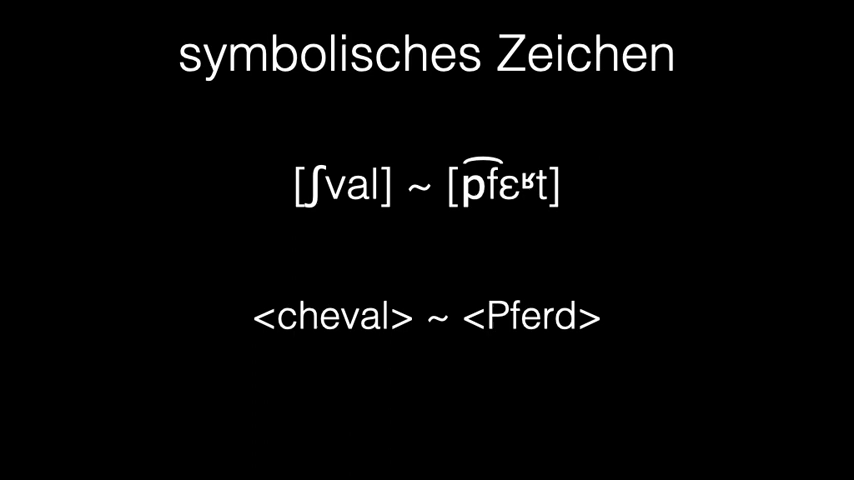 symbolisches Zeichen
[ʃval] ~ [p͡fɛʶt]
<cheval> ~ <Pferd>